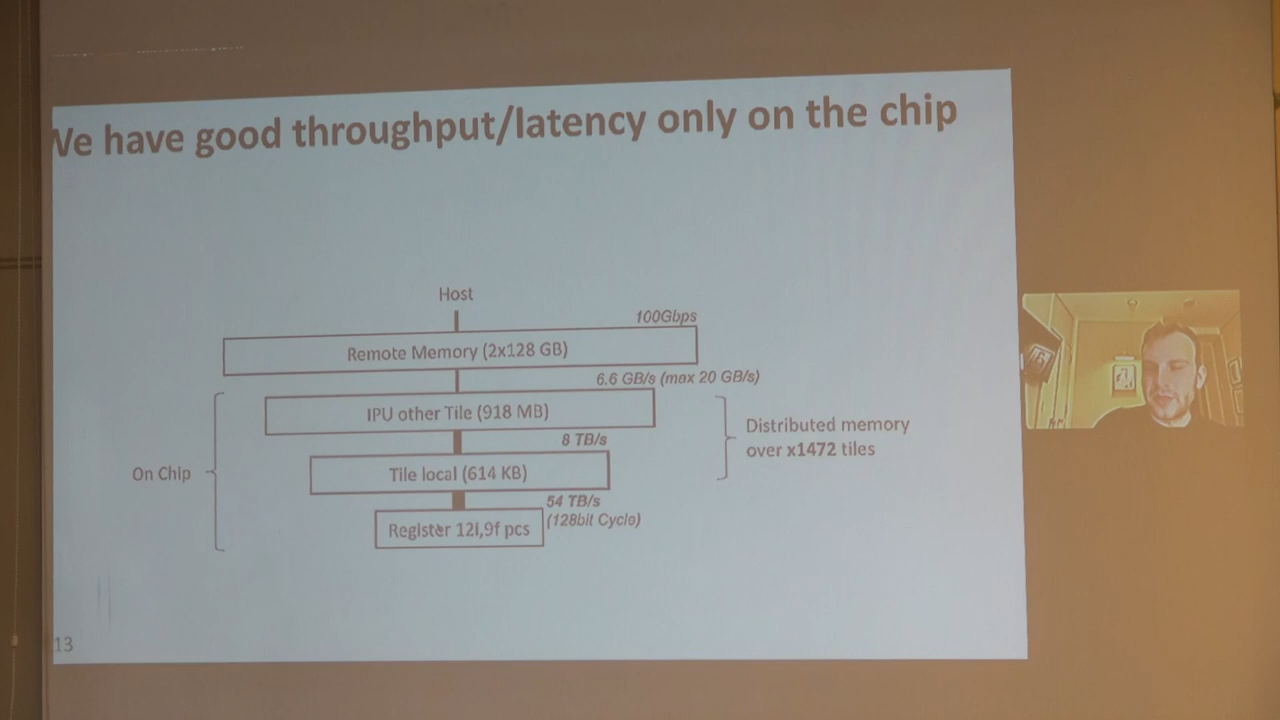 We have good throughput/latency only on the chip
Host
100Gbps
Remote Memory (2x128 GB)
6.6 GB/s (max 20 GB/s)
IPU other Tile (918 MB)
8 TB/s
Distributed memory
over x1472 tiles
On Chip
Tile local (614 KB)
54 TB/s
(128bit Cycle)
Register 12i,9f pcs
13